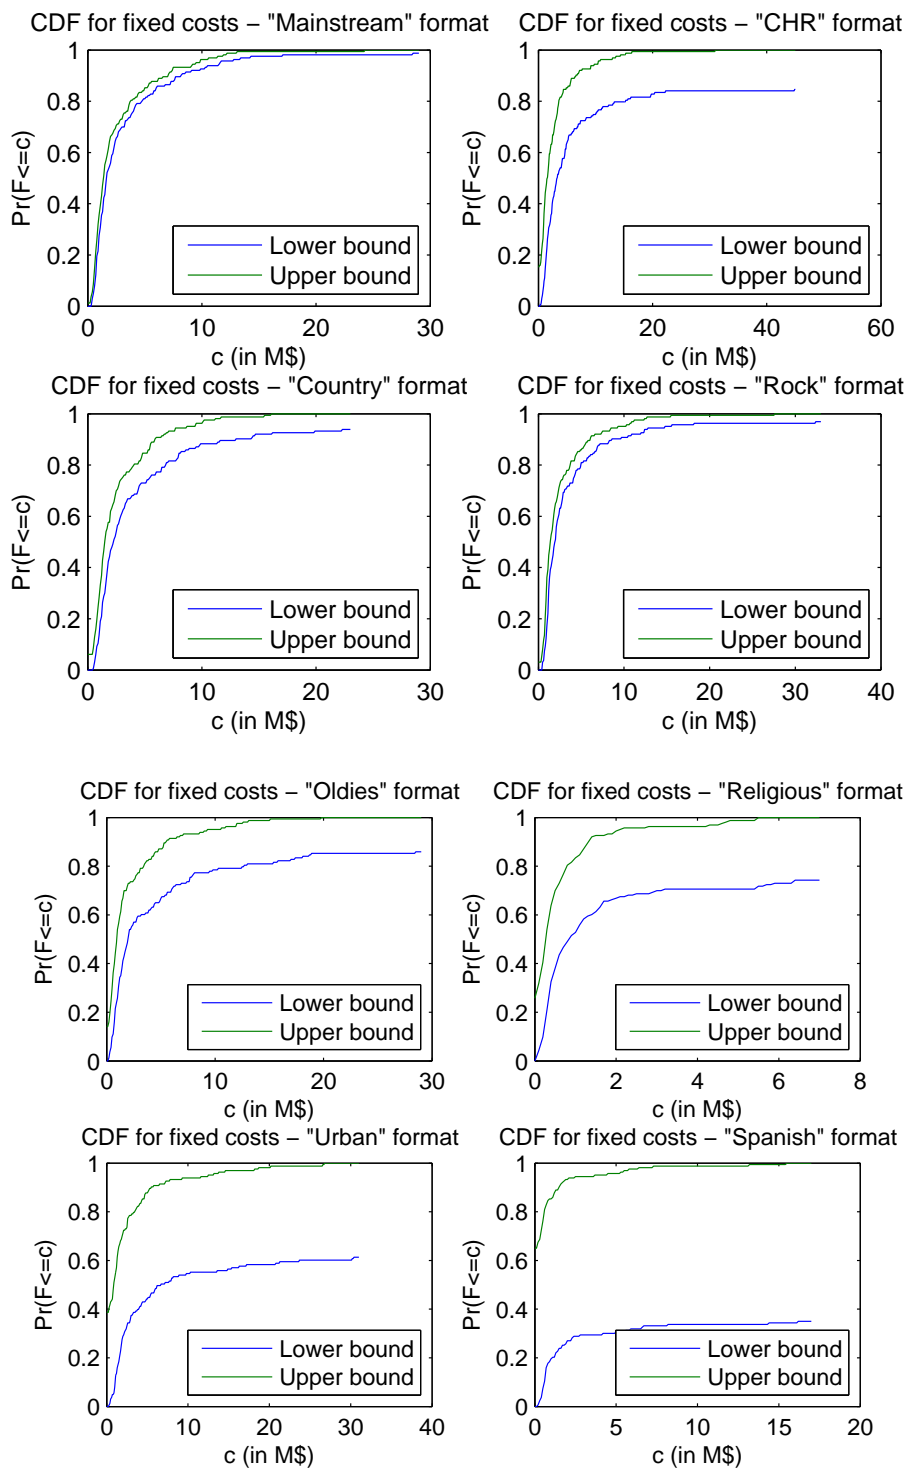 CDF for fixed costs − "Mainstream" format
1
0.8
0.6
0.4
0.2
0
Pr(F<=c)
Lower bound
Upper bound
0 10 20 30
c (in M$)
CDF for fixed costs − "CHR" format
1
0.8
0.6
0.4
0.2
0
Pr(F<=c)
Lower bound
Upper bound
0 20 40 60
c (in M$)
CDF for fixed costs − "Country" format
1
0.8
0.6
0.4
0.2
0
Pr(F<=c)
Lower bound
Upper bound
0 10 20 30
c (in M$)
CDF for fixed costs − "Rock" format
1
0.8
0.6
0.4
0.2
0
Pr(F<=c)
Lower bound
Upper bound
0 10 20 30 40
c (in M$)
CDF for fixed costs − "Oldies" format
1
0.8
0.6
0.4
0.2
0
Pr(F<=c)
Lower bound
Upper bound
0 10 20 30
c (in M$)
CDF for fixed costs − "Religious" format
1
0.8
0.6
0.4
0.2
0
Pr(F<=c)
Lower bound
Upper bound
0 2 4 6 8
c (in M$)
CDF for fixed costs − "Urban" format
1
0.8
0.6
0.4
0.2
0
Pr(F<=c)
Lower bound
Upper bound
0 10 20 30 40
c (in M$)
CDF for fixed costs − "Spanish" format
1
0.8
0.6
0.4
0.2
0
Pr(F<=c)
Lower bound
Upper bound
0 5 10 15 20
c (in M$)